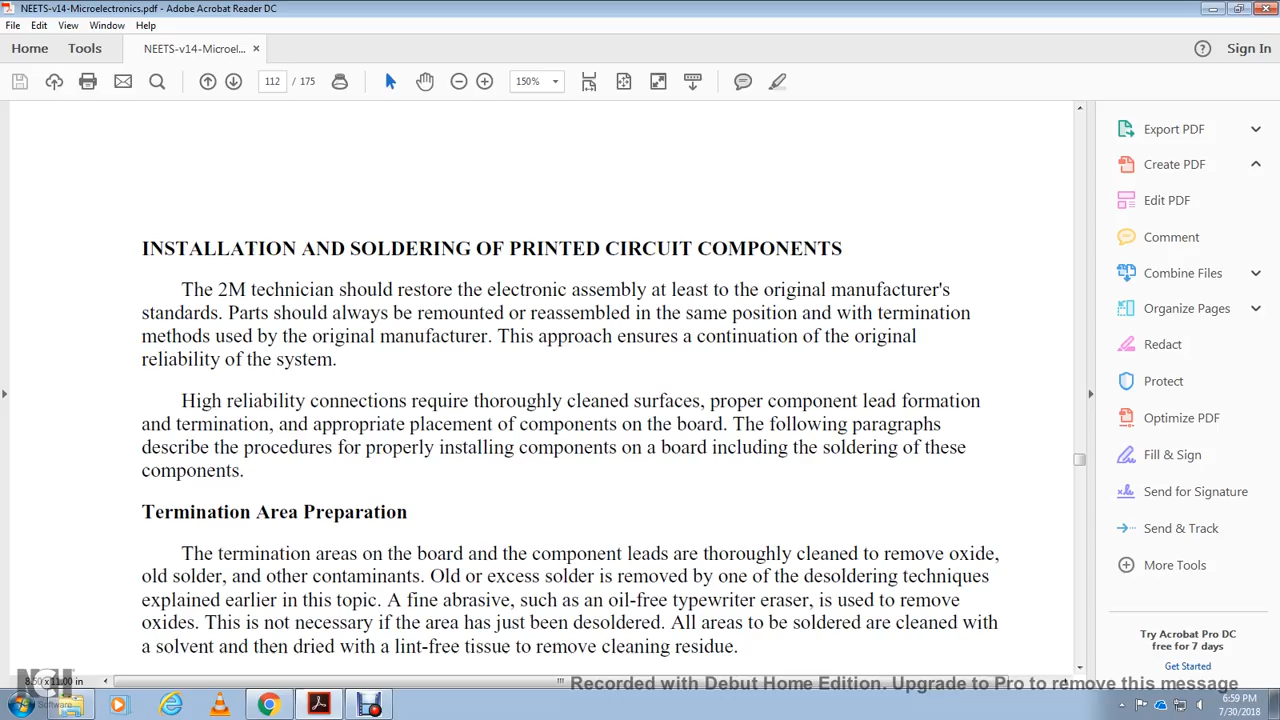 NEETS-v14-Microelectronics.pdf - Adobe Acrobat Reader DC
File Edit View Window Help
Home Tools NEETS-v14-Microel... × Sign In
112 / 175 150%
INSTALLATION AND SOLDERING OF PRINTED CIRCUIT COMPONENTS
The 2M technician should restore the electronic assembly at least to the original manufacturer's
standards. Parts should always be remounted or reassembled in the same position and with termination
methods used by the original manufacturer. This approach ensures a continuation of the original
reliability of the system.
High reliability connections require thoroughly cleaned surfaces, proper component lead formation
and termination, and appropriate placement of components on the board. The following paragraphs
describe the procedures for properly installing components on a board including the soldering of these
components.
Termination Area Preparation
The termination areas on the board and the component leads are thoroughly cleaned to remove oxide,
old solder, and other contaminants. Old or excess solder is removed by one of the desoldering techniques
explained earlier in this topic. A fine abrasive, such as an oil-free typewriter eraser, is used to remove
oxides. This is not necessary if the area has just been desoldered. All areas to be soldered are cleaned with
a solvent and then dried with a lint-free tissue to remove cleaning residue.
Export PDF
Create PDF
Edit PDF
Comment
Combine Files
Organize Pages
Redact
Protect
Optimize PDF
Fill & Sign
Send for Signature
Send & Track
More Tools
Try Acrobat Pro DC
free for 7 days
Get Started
8.50 x 11.00 in
Recorded with Debut Home Edition. Upgrade to Pro to remove this message
NCH Software
6:59 PM
7/30/2018